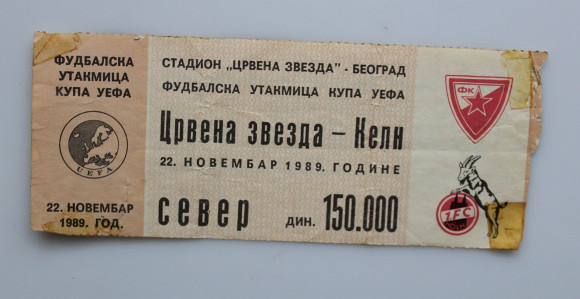 ФУДБАЛСКА
УТАКМИЦА
КУПА УЕФА
UEFA
22. НОВЕМБАР
1989. ГОД.
СТАДИОН „ЦРВЕНА ЗВЕЗДА" - БЕОГРАД
ФУДБАЛСКА УТАКМИЦА КУПА УЕФА
Црвена звезда – Келн
22. НОВЕМБАР 1989. ГОДИНЕ
север дин. 150.000
ФК
1.FC